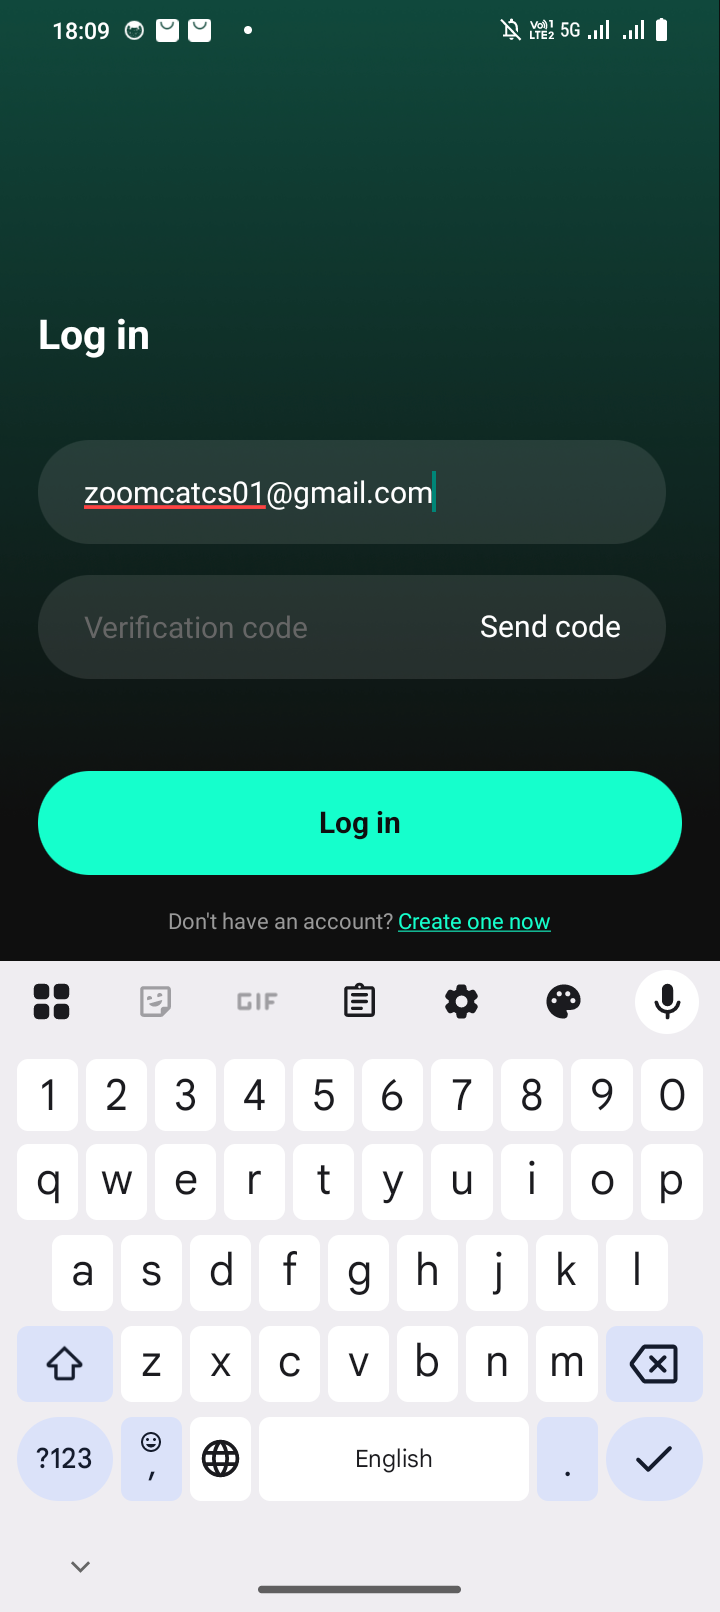 18:09 Vo)) 1 LTE2 5G
Log in
zoomcatcs01@gmail.com
Verification code Send code
Log in
Don't have an account? Create one now
GIF
1 2 3 4 5 6 7 8 9 0
q w e r t y u i o p
a s d f g h j k l
z x c v b n m
?123 , English .